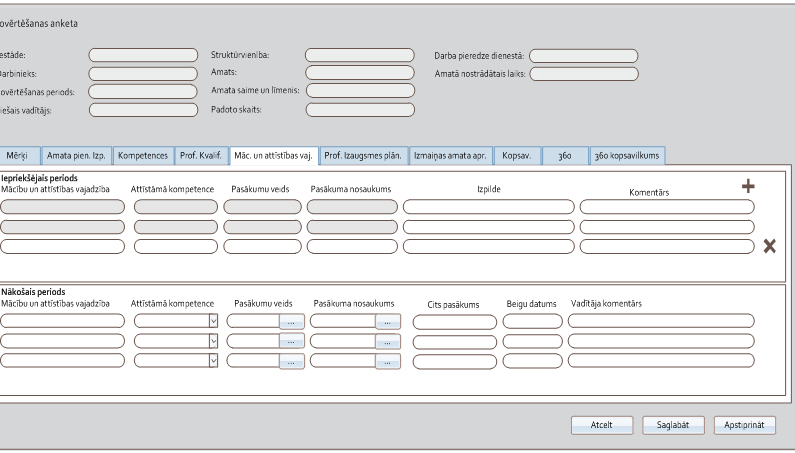 ovērtēšanas anketa
estāde:
Struktūrvienība:
Darba pieredze dienestā:
Darbinieks:
Amats:
Amatā nostrādātais laiks:
ovērtēšanas periods:
Amata saime un līmenis:
iešais vadītājs:
Padoto skaits:
Mērķi Amata pien. Izp. Kompetences Prof. Kvalif. Māc. un attīstības vaj. Prof. Izaugsmes plān. Izmaiņas amata apr. Kopsav. 360 360 kopsavilkums
Iepriekšējais periods
Mācību un attīstības vajadzība Attīstāmā kompetence Pasākumu veids Pasākuma nosaukums Izpilde Komentārs
Nākošais periods
Mācību un attīstības vajadzība Attīstāmā kompetence Pasākumu veids Pasākuma nosaukums Cits pasākums Beigu datums Vadītāja komentārs
... ...
... ...
... ...
Atcelt Saglabāt Apstiprināt